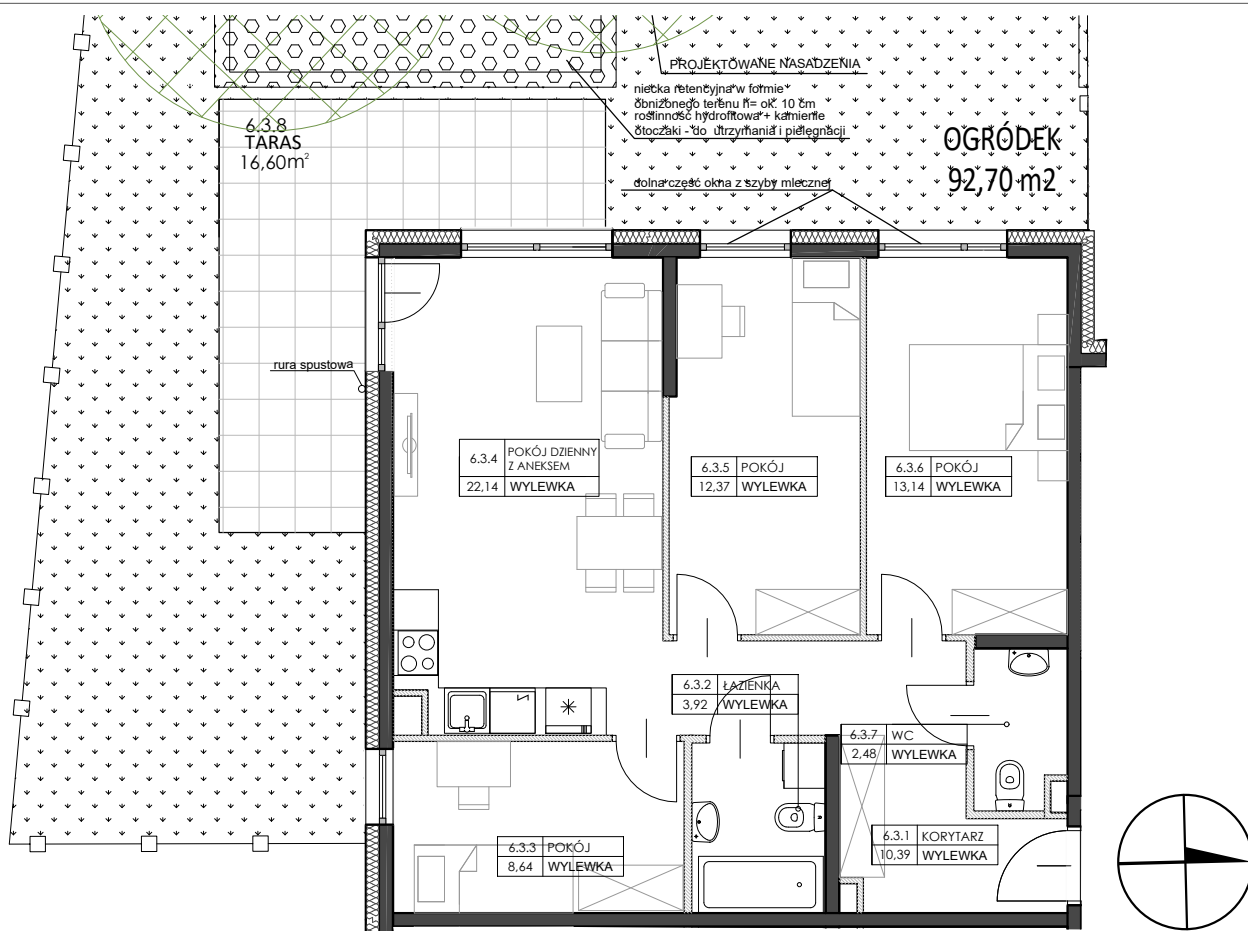 PROJEKTOWANE NASADZENIA
niecka retencyjna w formie
obniżonego terenu h= ok. 10 cm
roślinność hydrofitowa + kamienie
otoczaki - do utrzymania i pielęgnacji
6.3.8
TARAS
16,60m²
OGRÓDEK
92,70 m2
dolna część okna z szyby mlecznej
rura spustowa
6.3.4 POKÓJ DZIENNY
Z ANEKSEM
22,14 WYLEWKA
6.3.5 POKÓJ
12,37 WYLEWKA
6.3.6 POKÓJ
13,14 WYLEWKA
6.3.2 ŁAZIENKA
3,92 WYLEWKA
6.3.7 WC
2,48 WYLEWKA
6.3.3 POKÓJ
8,64 WYLEWKA
6.3.1 KORYTARZ
10,39 WYLEWKA